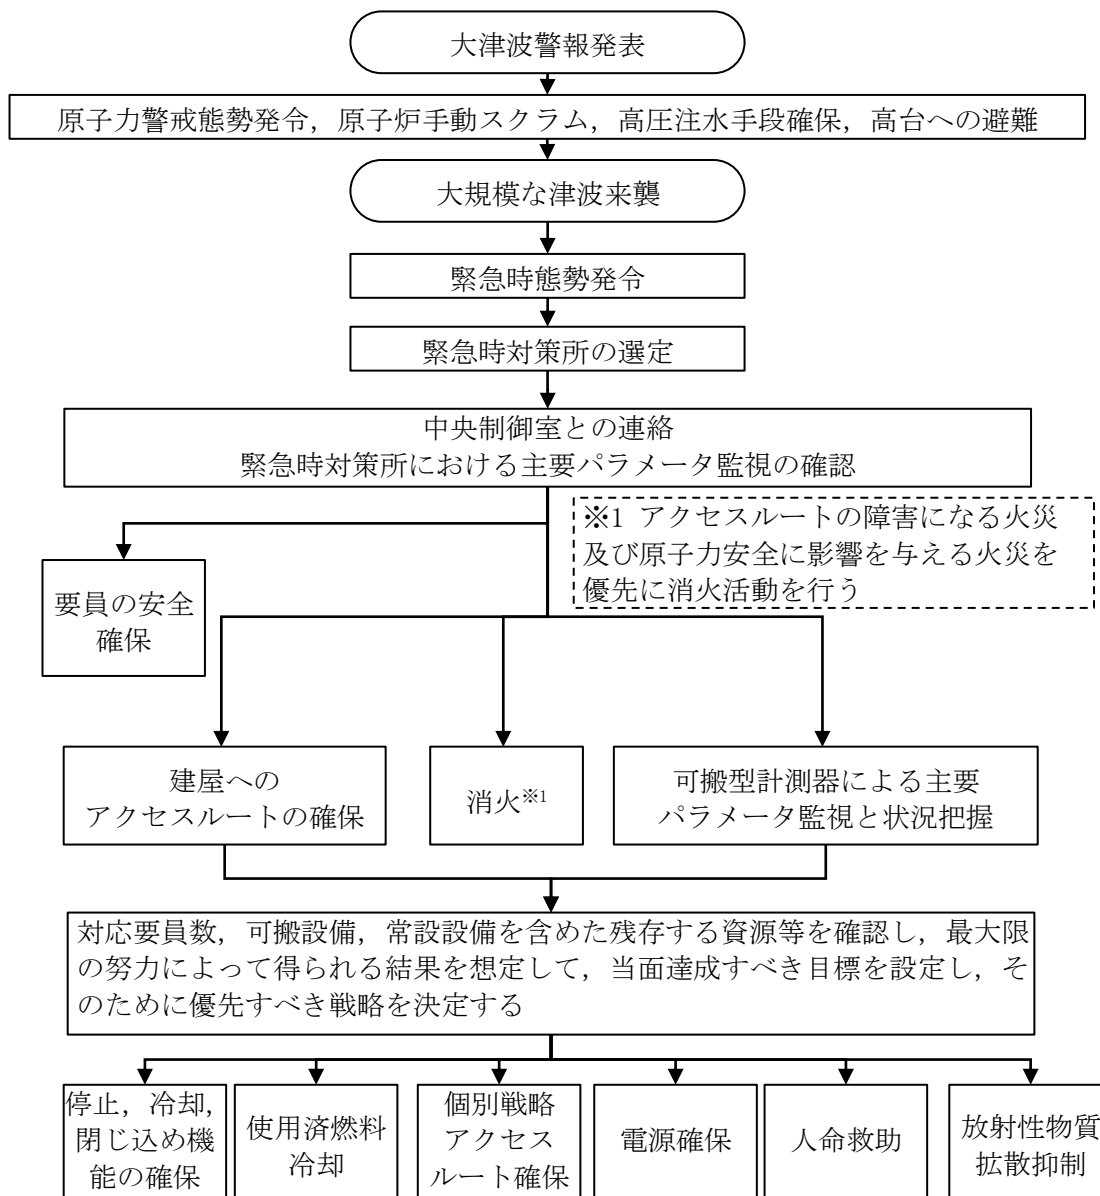 大津波警報発表
原子力警戒態勢発令，原子炉手動スクラム，高圧注水手段確保，高台への避難
大規模な津波来襲
緊急時態勢発令
緊急時対策所の選定
中央制御室との連絡
緊急時対策所における主要パラメータ監視の確認
※1 アクセスルートの障害になる火災
及び原子力安全に影響を与える火災を
優先に消火活動を行う
要員の安全
確保
建屋への
アクセスルートの確保
消火※1
可搬型計測器による主要
パラメータ監視と状況把握
対応要員数，可搬設備，常設設備を含めた残存する資源等を確認し，最大限
の努力によって得られる結果を想定して，当面達成すべき目標を設定し，そ
のために優先すべき戦略を決定する
停止，冷却，
閉じ込め機
能の確保
使用済燃料
冷却
個別戦略
アクセス
ルート確保
電源確保
人命救助
放射性物質
拡散抑制